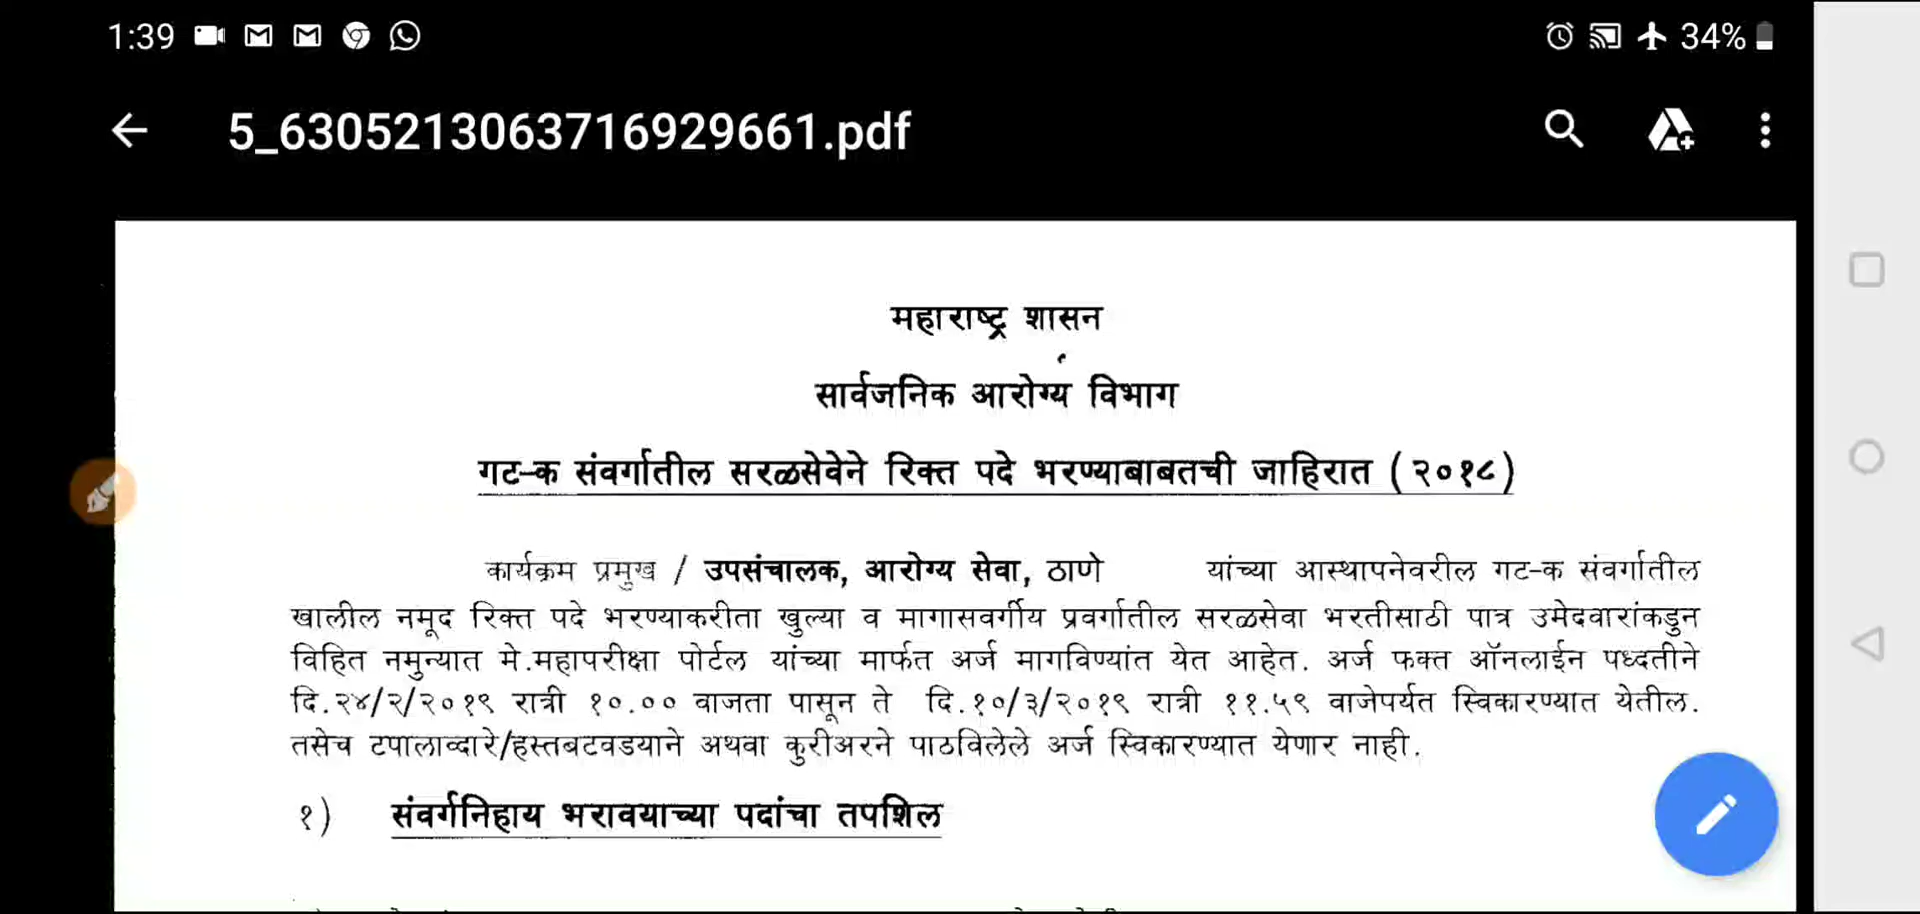 1:39
34%
5_6305213063716929661.pdf
महाराष्ट्र शासन
सार्वजनिक आरोग्य विभाग
गट-क संवर्गातील सरळसेवेने रिक्त पदे भरण्याबाबतची जाहिरात (२०१८)
कार्यक्रम प्रमुख / उपसंचालक, आरोग्य सेवा, ठाणे यांच्या आस्थापनेवरील गट-क संवर्गातील
खालील नमूद रिक्त पदे भरण्याकरीता खुल्या व मागासवर्गीय प्रवर्गातील सरळसेवा भरतीसाठी पात्र उमेदवारांकडुन
विहित नमुन्यात मे.महापरीक्षा पोर्टल यांच्या मार्फत अर्ज मागविण्यांत येत आहेत. अर्ज फक्त ऑनलाईन पध्दतीने
दि.२४/२/२०१९ रात्री १०.०० वाजता पासून ते दि.१०/३/२०१९ रात्री ११.५९ वाजेपर्यत स्विकारण्यात येतील.
तसेच टपालाव्दारे/हस्तबटवडयाने अथवा कुरीअरने पाठविलेले अर्ज स्विकारण्यात येणार नाही.
१) संवर्गनिहाय भरावयाच्या पदांचा तपशिल